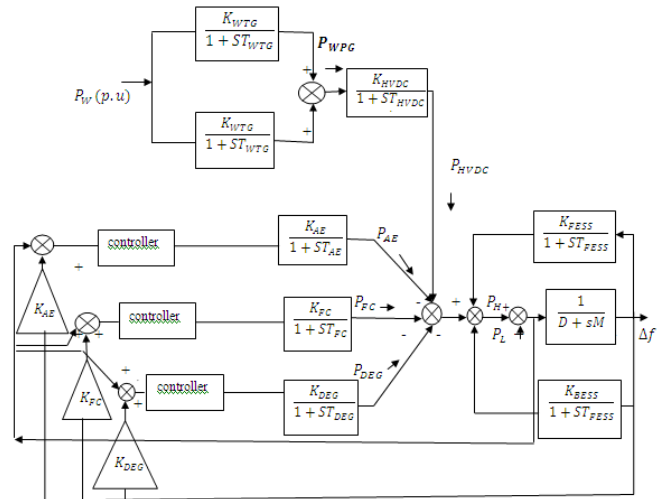 K_WTG
1 + ST_WTG
P_WPG
+
P_W(p.u)
K_HVDC
1 + ST_HVDC
K_WTG
1 + ST_WTG
+
P_HVDC
controller
K_AE
1 + ST_AE
P_AE
K_FESS
1 + ST_FESS
+
K_AE
-
controller
K_FC
1 + ST_FC
P_FC
-
+
P_H+
1
D + sM
+
P_L
+
Δf
-
-
K_FC
+
+
controller
K_DEG
1 + ST_DEG
P_DEG
K_BESS
1 + ST_FESS
K_DEG